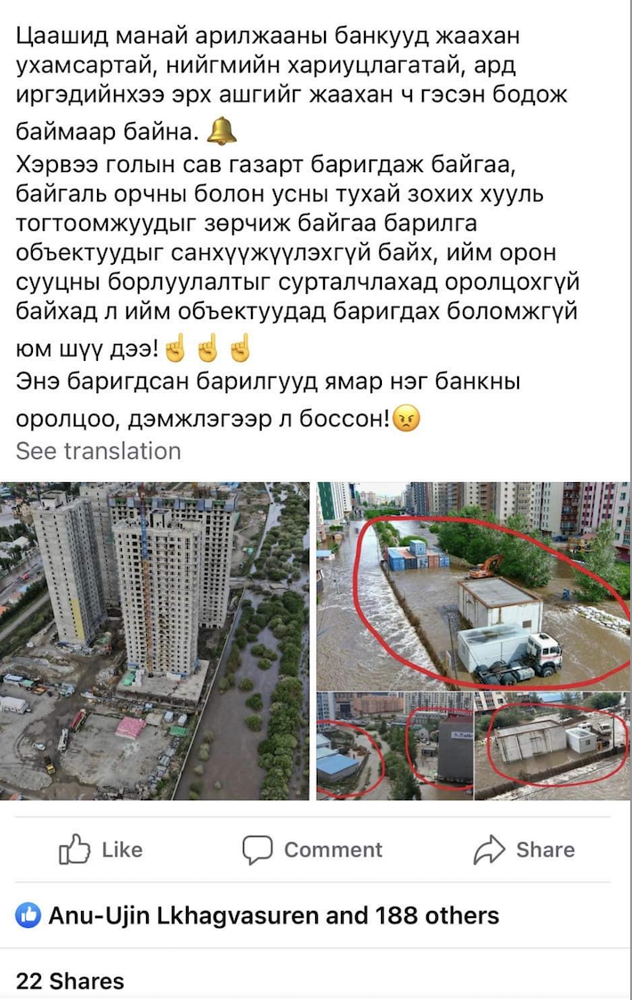 Цаашид манай арилжааны банкууд жаахан
ухамсартай, нийгмийн хариуцлагатай, ард
иргэдийнхээ эрх ашгийг жаахан ч гэсэн бодож
баймаар байна. 🔔
Хэрвээ голын сав газарт баригдаж байгаа,
байгаль орчны болон усны тухай зохих хууль
тогтоомжуудыг зөрчиж байгаа барилга
объектуудыг санхүүжүүлэхгүй байх, ийм орон
сууцны борлуулалтыг сурталчлахад оролцохгүй
байхад л ийм объектуудад баригдах боломжгүй
юм шүү дээ!☝️☝️☝️
Энэ баригдсан барилгууд ямар нэг банкны
оролцоо, дэмжлэгээр л боссон!😠
See translation
Like Comment Share
Anu-Ujin Lkhagvasuren and 188 others
22 Shares